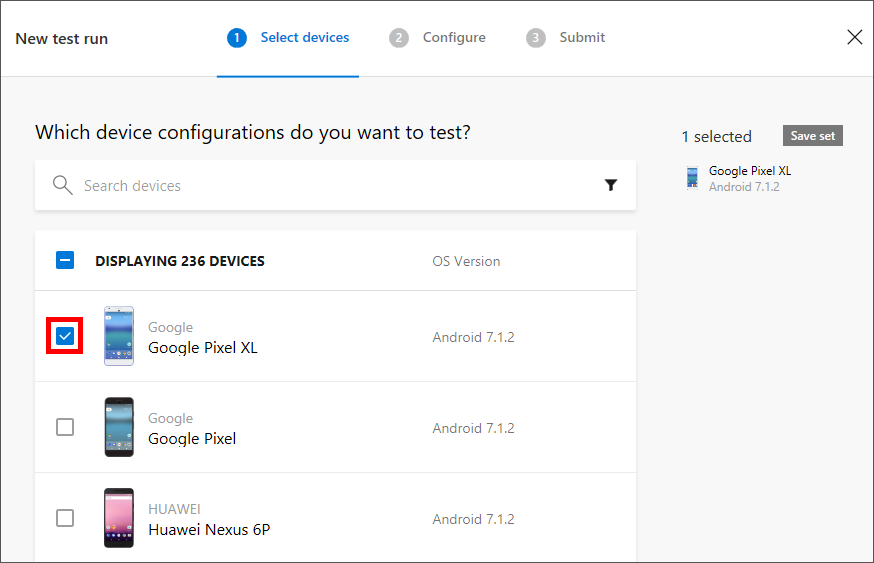 New test run
1 Select devices
2 Configure
3 Submit
Which device configurations do you want to test?
1 selected
Save set
Search devices
Google Pixel XL
Android 7.1.2
DISPLAYING 236 DEVICES
OS Version
Google
Google Pixel XL
Android 7.1.2
Google
Google Pixel
Android 7.1.2
HUAWEI
Huawei Nexus 6P
Android 7.1.2